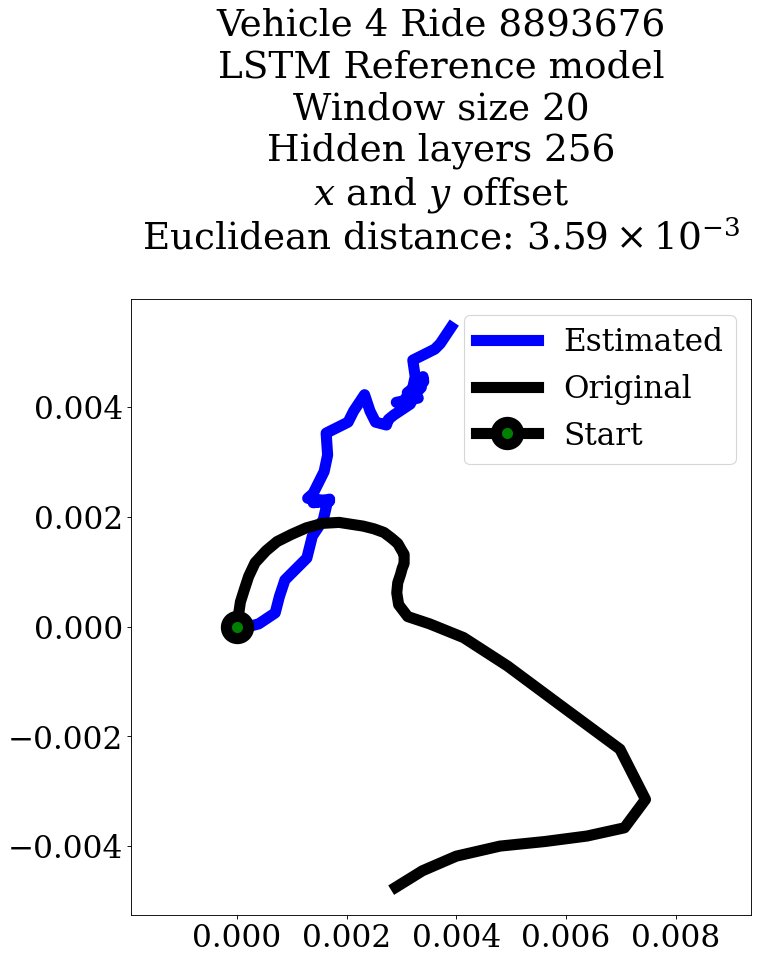 Vehicle 4 Ride 8893676
LSTM Reference model
Window size 20
Hidden layers 256
x and y offset
Euclidean distance: 3.59 × 10⁻³
Estimated
Original
Start
0.004
0.002
0.000
−0.002
−0.004
0.000 0.002 0.004 0.006 0.008